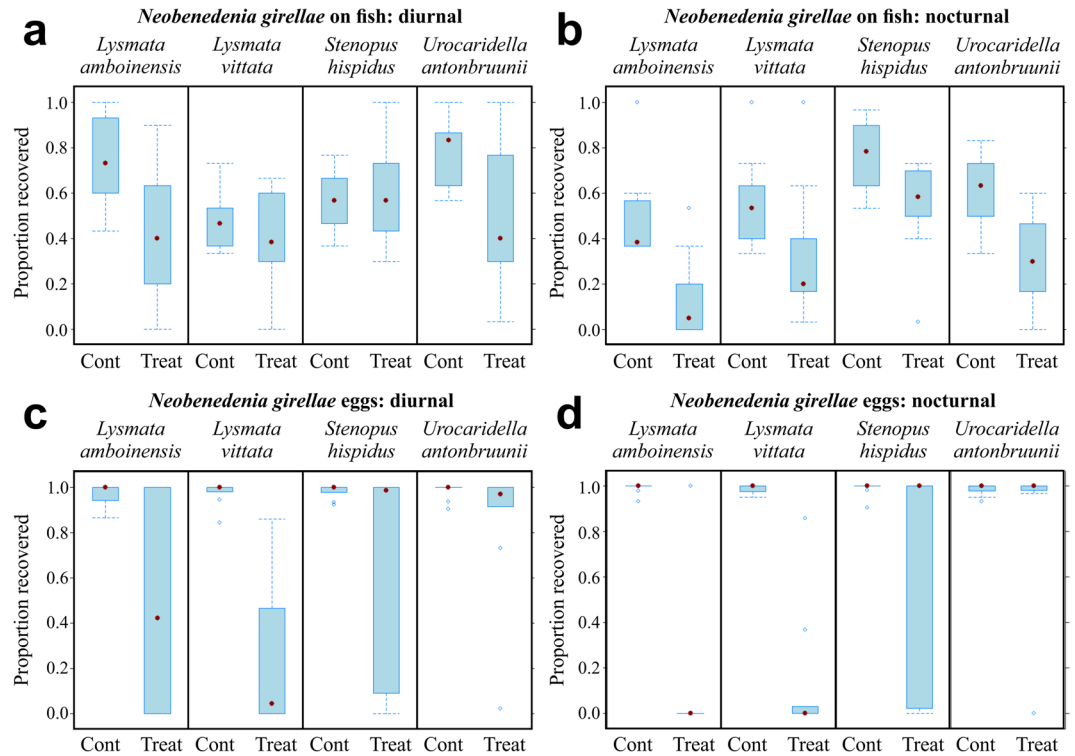 a
Neobenedenia girellae on fish: diurnal
Lysmata amboinensis
Lysmata vittata
Stenopus hispidus
Urocaridella antonbruunii
Proportion recovered
1.0
0.8
0.6
0.4
0.2
0.0
Cont Treat Cont Treat Cont Treat Cont Treat
b
Neobenedenia girellae on fish: nocturnal
Lysmata amboinensis
Lysmata vittata
Stenopus hispidus
Urocaridella antonbruunii
Proportion recovered
1.0
0.8
0.6
0.4
0.2
0.0
Cont Treat Cont Treat Cont Treat Cont Treat
c
Neobenedenia girellae eggs: diurnal
Lysmata amboinensis
Lysmata vittata
Stenopus hispidus
Urocaridella antonbruunii
Proportion recovered
1.0
0.8
0.6
0.4
0.2
0.0
Cont Treat Cont Treat Cont Treat Cont Treat
d
Neobenedenia girellae eggs: nocturnal
Lysmata amboinensis
Lysmata vittata
Stenopus hispidus
Urocaridella antonbruunii
Proportion recovered
1.0
0.8
0.6
0.4
0.2
0.0
Cont Treat Cont Treat Cont Treat Cont Treat